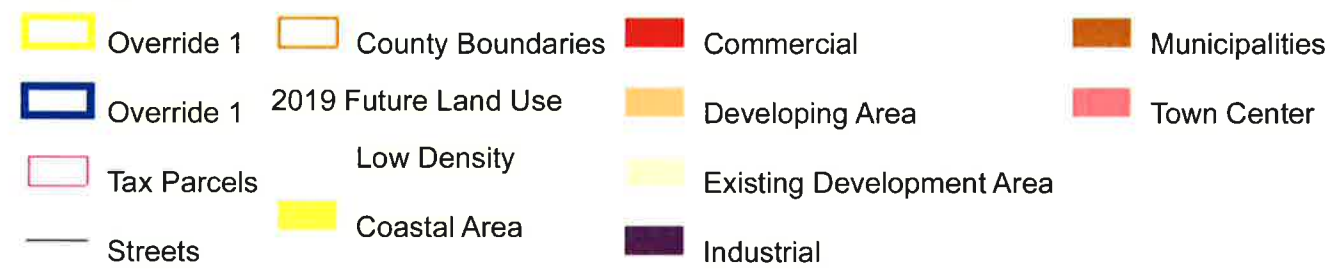 Override 1
Override 1
Tax Parcels
Streets
County Boundaries
2019 Future Land Use
Low Density
Coastal Area
Commercial
Developing Area
Existing Development Area
Industrial
Municipalities
Town Center